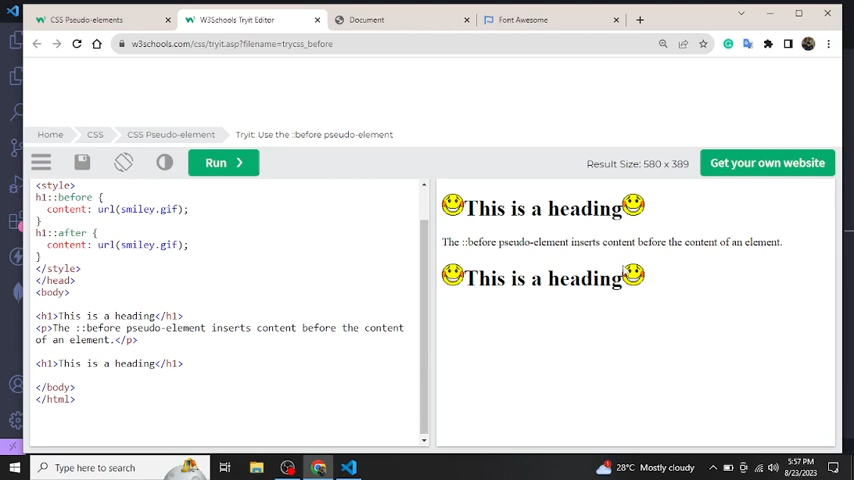 CSS Pseudo-elements
W3Schools Tryit Editor
Document
Font Awesome
w3schools.com/css/tryit.asp?filename=trycss_before
Home
CSS
CSS Pseudo-element
Tryit: Use the ::before pseudo-element
Run
Result Size: 580 x 389
Get your own website
<style>
h1::before {
content: url(smiley.gif);
}
h1::after {
content: url(smiley.gif);
}
</style>
</head>
<body>
<h1>This is a heading</h1>
<p>The ::before pseudo-element inserts content before the content
of an element.</p>
<h1>This is a heading</h1>
</body>
</html>
This is a heading
The ::before pseudo-element inserts content before the content of an element.
This is a heading
Type here to search
28°C Mostly cloudy
5:57 PM
8/23/2023